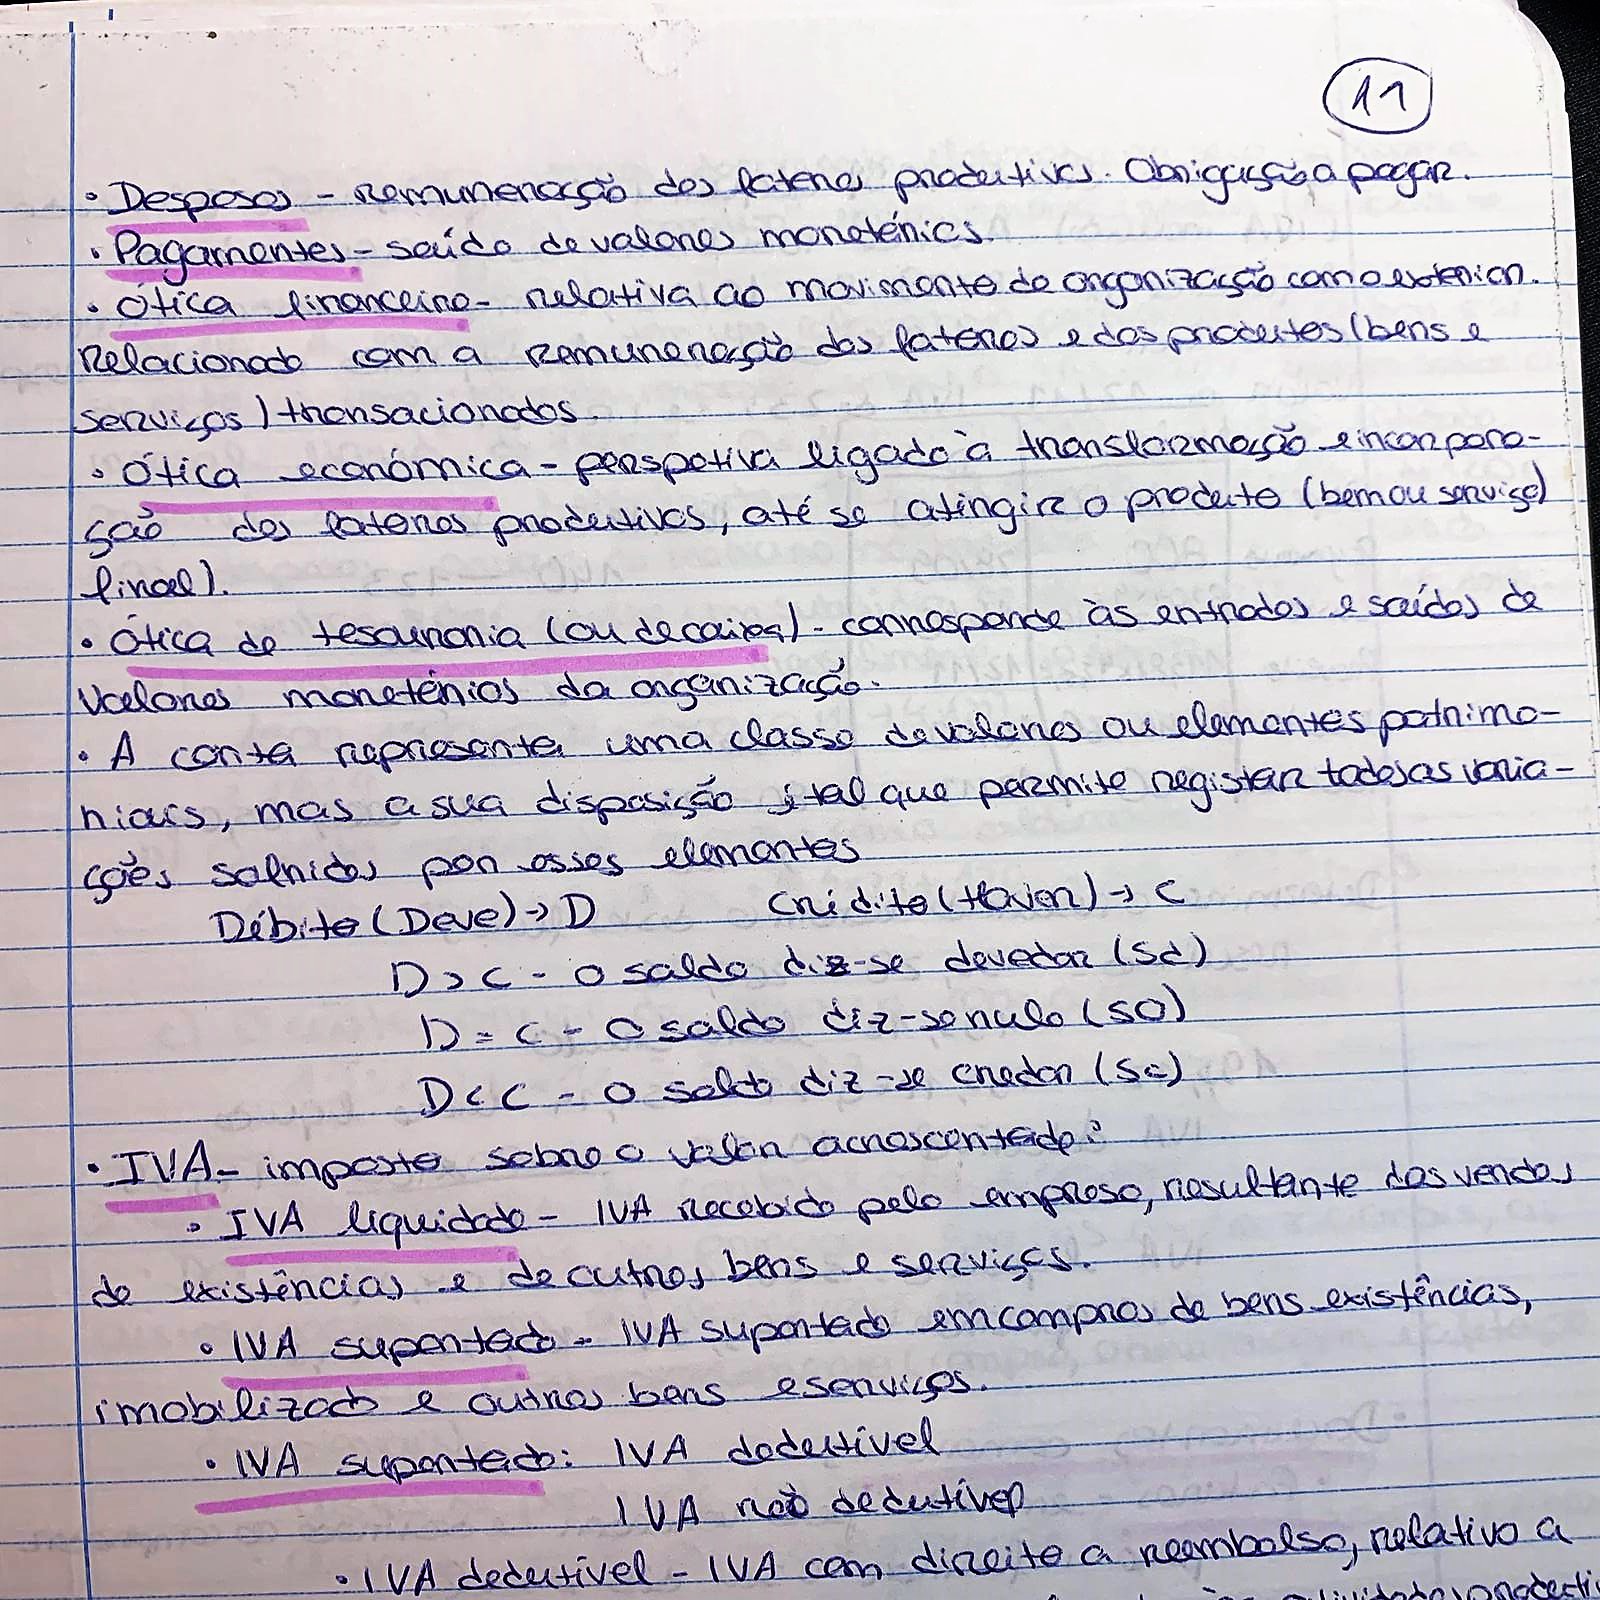 11
• Despesas - remuneração dos fatores produtivos. Obrigação a pagar.
• Pagamentos - saída de valores monetários.
• Ótica financeira - relativa ao movimento da organização com o exterior.
Relacionado com a remuneração dos fatores e dos produtos (bens e
serviços) transacionados.
• Ótica económica - perspetiva ligada à transformação e incorpora-
ção dos fatores produtivos, até se atingir o produto (bem ou serviço)
final).
• Ótica de tesouraria (ou de caixa) - corresponde às entradas e saídas de
valores monetários da organização.
• A conta representa uma classe de valores ou elementos patrimo-
niais, mas a sua disposição é tal que permite registar todas as varia-
ções sofridas por esses elementos
Débito (Deve) → D Crédito (Haver) → C
D > C - O saldo diz-se devedor (Sd)
D = C - O saldo diz-se nulo (S0)
D < C - O saldo diz-se credor (Sc)
• IVA - imposto sobre o valor acrescentado:
• IVA liquidado - IVA recebido pela empresa, resultante das vendas
de existências e de outros bens e serviços.
• IVA suportado - IVA suportado em compras de bens existências,
imobilizado e outros bens e serviços.
• IVA suportado: IVA dedutível
IVA não dedutível
• IVA dedutível - IVA com direito a reembolso, relativo a